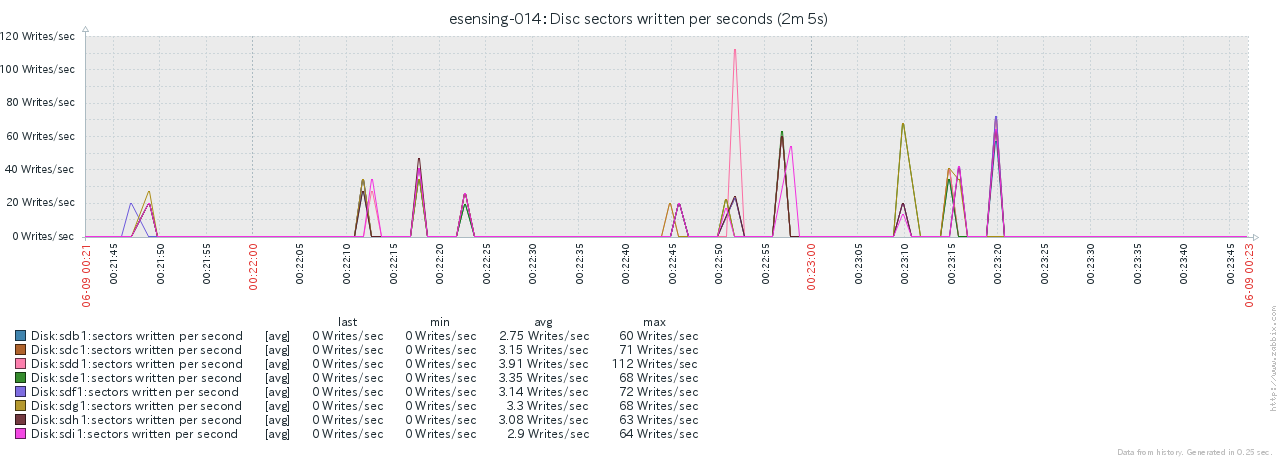 esensing-014: Disc sectors written per seconds (2m 5s)
120 Writes/sec
100 Writes/sec
80 Writes/sec
60 Writes/sec
40 Writes/sec
20 Writes/sec
0 Writes/sec
06-09 00:21
00:21:45
00:21:50
00:21:55
00:22:00
00:22:05
00:22:10
00:22:15
00:22:20
00:22:25
00:22:30
00:22:35
00:22:40
00:22:45
00:22:50
00:22:55
00:23:00
00:23:05
00:23:10
00:23:15
00:23:20
00:23:25
00:23:30
00:23:35
00:23:40
00:23:45
06-09 00:23
last min avg max
Disk:sdb1:sectors written per second [avg] 0 Writes/sec 0 Writes/sec 2.75 Writes/sec 60 Writes/sec
Disk:sdc1:sectors written per second [avg] 0 Writes/sec 0 Writes/sec 3.15 Writes/sec 71 Writes/sec
Disk:sdd1:sectors written per second [avg] 0 Writes/sec 0 Writes/sec 3.91 Writes/sec 112 Writes/sec
Disk:sde1:sectors written per second [avg] 0 Writes/sec 0 Writes/sec 3.35 Writes/sec 68 Writes/sec
Disk:sdf1:sectors written per second [avg] 0 Writes/sec 0 Writes/sec 3.14 Writes/sec 72 Writes/sec
Disk:sdg1:sectors written per second [avg] 0 Writes/sec 0 Writes/sec 3.3 Writes/sec 68 Writes/sec
Disk:sdh1:sectors written per second [avg] 0 Writes/sec 0 Writes/sec 3.08 Writes/sec 63 Writes/sec
Disk:sdi1:sectors written per second [avg] 0 Writes/sec 0 Writes/sec 2.9 Writes/sec 64 Writes/sec
http://www.zabbix.com
Data from history. Generated in 0.25 sec.